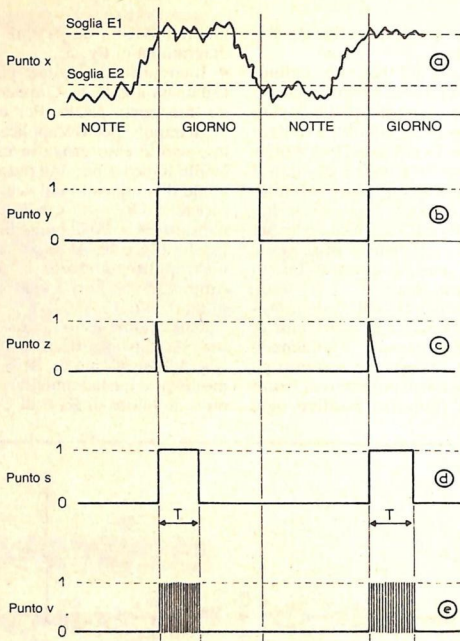 Soglia E1
Punto x
ⓐ
Soglia E2
0
NOTTE GIORNO NOTTE GIORNO
1
Punto y
ⓑ
0
1
Punto z
ⓒ
0
1
Punto s
ⓓ
0
T T
1
Punto v
ⓔ
0